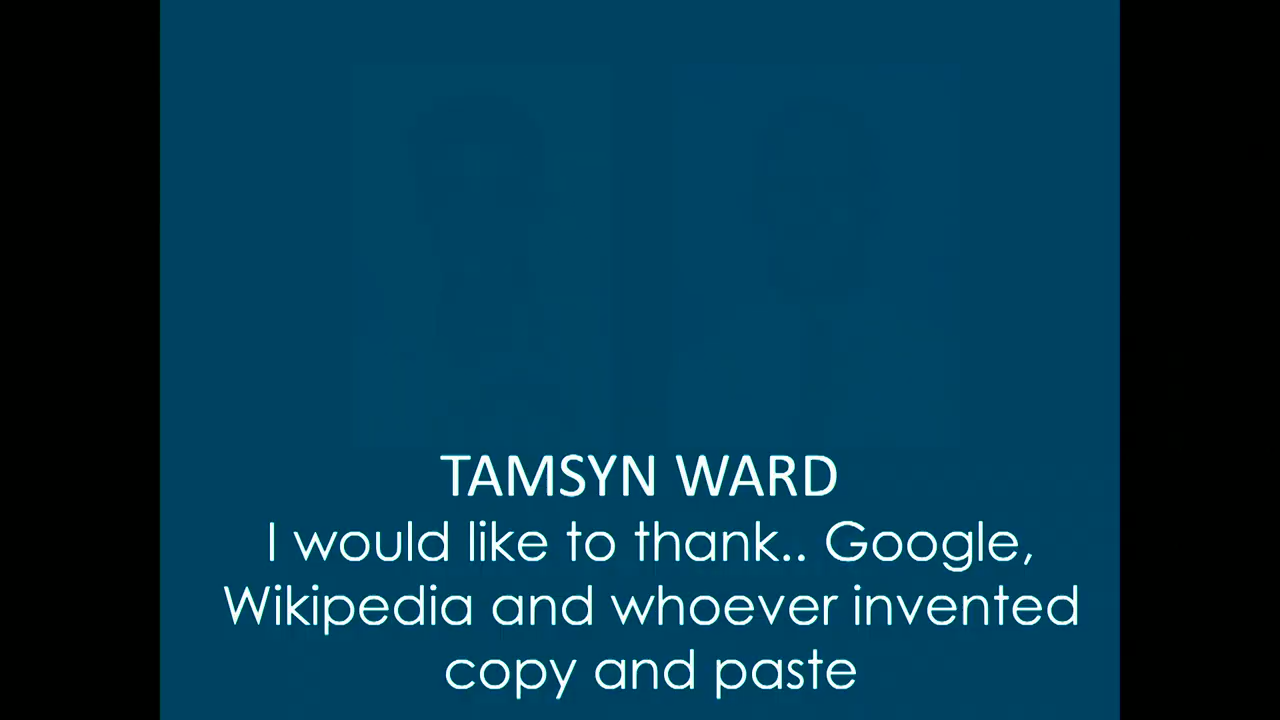 TAMSYN WARD
I would like to thank.. Google,
Wikipedia and whoever invented
copy and paste